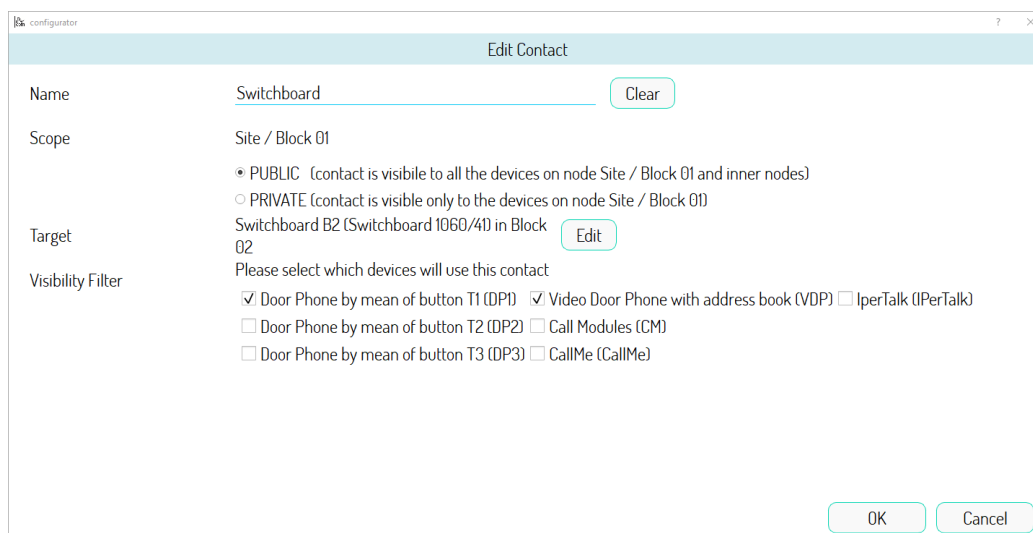 configurator ?
Edit Contact
Name Switchboard Clear
Scope Site / Block 01
PUBLIC (contact is visibile to all the devices on node Site / Block 01 and inner nodes)
PRIVATE (contact is visible only to the devices on node Site / Block 01)
Target Switchboard B2 (Switchboard 1060/41) in Block
02
Edit
Visibility Filter Please select which devices will use this contact
Door Phone by mean of button T1 (DP1) Video Door Phone with address book (VDP) IperTalk (IPerTalk)
Door Phone by mean of button T2 (DP2) Call Modules (CM)
Door Phone by mean of button T3 (DP3) CallMe (CallMe)
OK Cancel